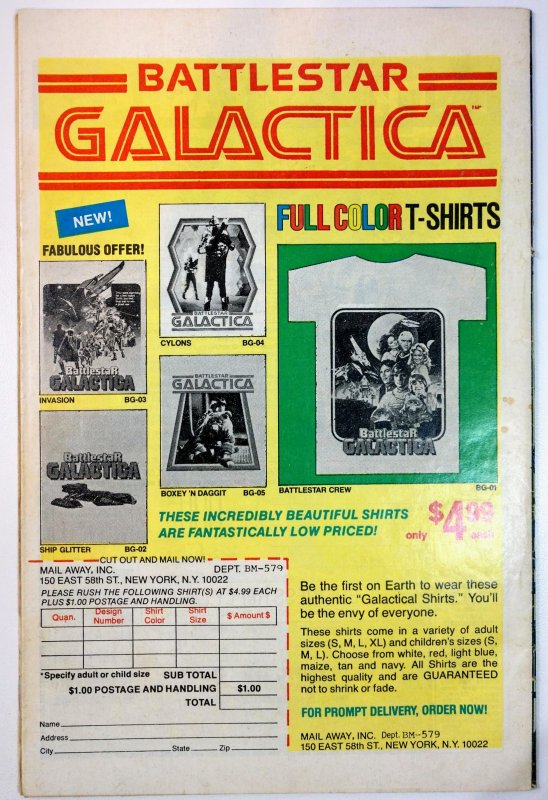 BATTLESTAR
GALACTICA™
NEW!
FULL COLOR T-SHIRTS
FABULOUS OFFER!
BATTLESTAR
GALACTICA
CYLONS BG-04
Battlestar
GALACTICA
INVASION BG-03
BATTLESTAR
GALACTICA
BOXEY 'N DAGGIT BG-05
Battlestar
GALACTICA
SHIP GLITTER BG-02
Battlestar
GALACTICA
BATTLESTAR CREW BG-01
THESE INCREDIBLY BEAUTIFUL SHIRTS
ARE FANTASTICALLY LOW PRICED!
only $4.99 each
CUT OUT AND MAIL NOW!
MAIL AWAY, INC. DEPT. BM-579
150 EAST 58th ST., NEW YORK, N.Y. 10022
PLEASE RUSH THE FOLLOWING SHIRT(S) AT $4.99 EACH
PLUS $1.00 POSTAGE AND HANDLING.
Quan. Design Number Shirt Color Shirt Size $ Amount $
*Specify adult or child size SUB TOTAL
$1.00 POSTAGE AND HANDLING $1.00
TOTAL
Name
Address
City State Zip
Be the first on Earth to wear these
authentic "Galactical Shirts." You'll
be the envy of everyone.
These shirts come in a variety of adult
sizes (S, M, L, XL) and children's sizes (S,
M, L). Choose from white, red, light blue,
maize, tan and navy. All Shirts are the
highest quality and are GUARANTEED
not to shrink or fade.
FOR PROMPT DELIVERY, ORDER NOW!
MAIL AWAY, INC. Dept. BM-579
150 EAST 58th ST., NEW YORK, N.Y. 10022